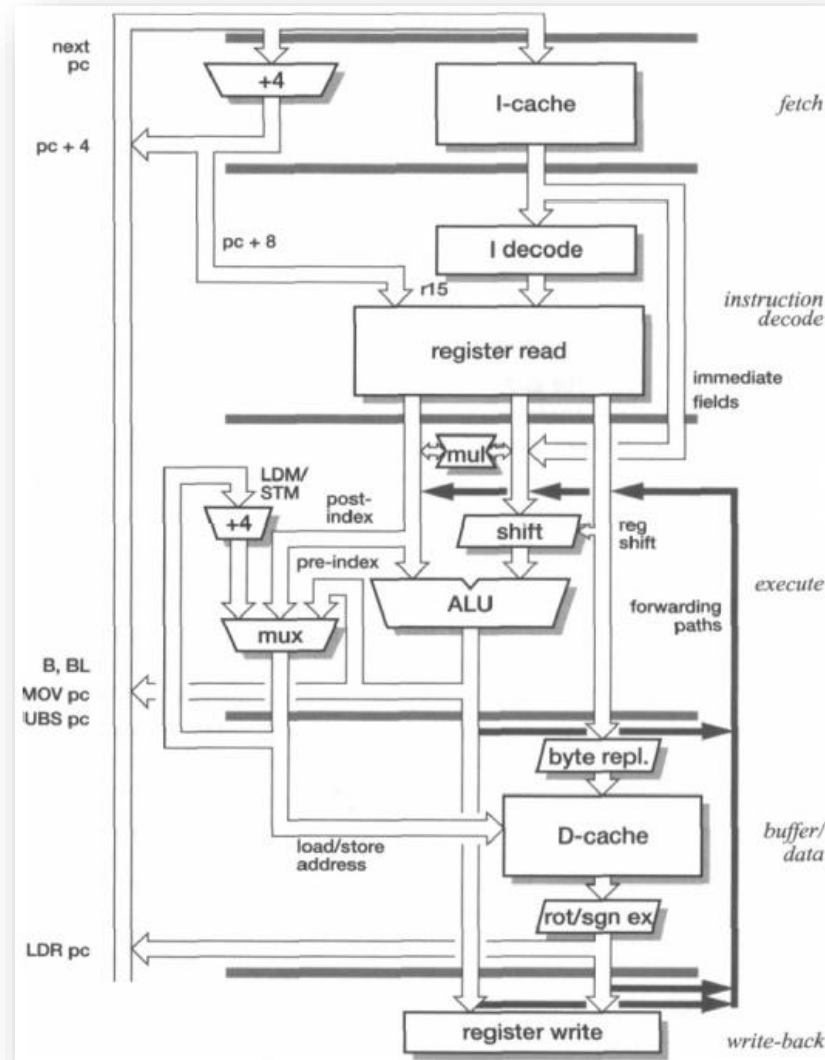 next
pc
+4
I-cache
fetch
pc + 4
pc + 8
I decode
r15
instruction
decode
register read
immediate
fields
mul
LDM/
STM
post-
index
+4
shift
reg
shift
pre-index
execute
ALU
forwarding
paths
mux
B, BL
MOV pc
UBS pc
byte repl.
buffer/
data
D-cache
load/store
address
rot/sgn ex
LDR pc
register write
write-back